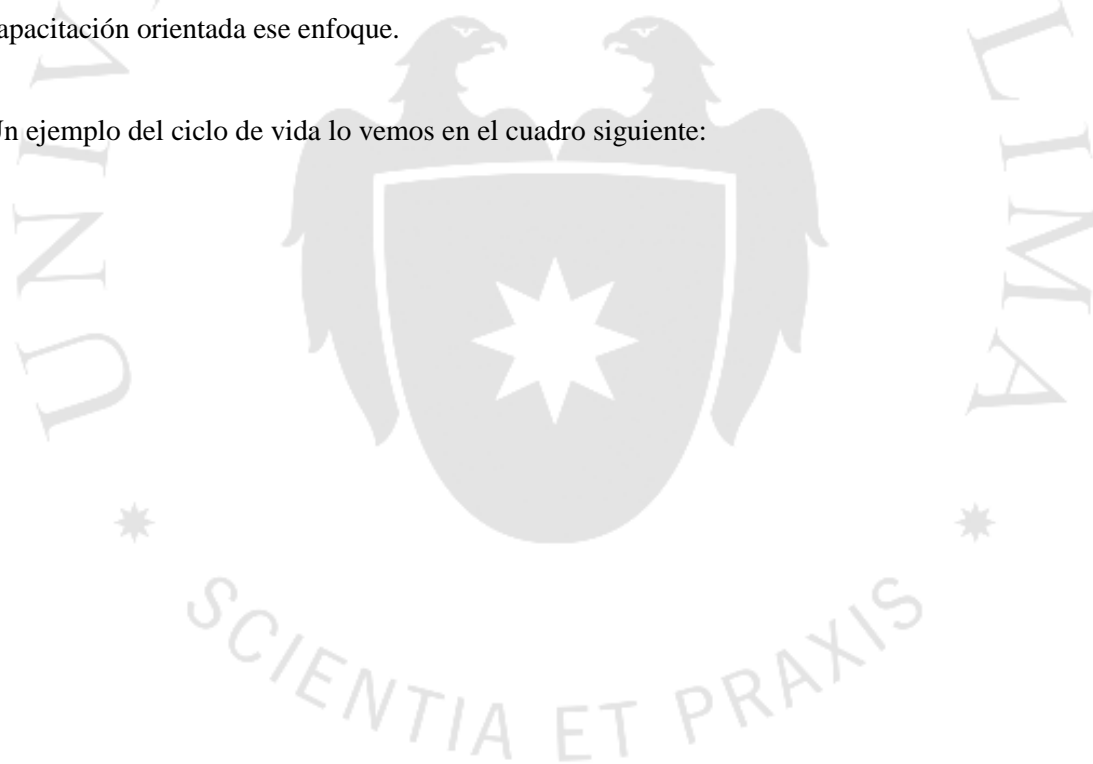 apacitación orientada ese enfoque.
Un ejemplo del ciclo de vida lo vemos en el cuadro siguiente:
UNI
LIMA
SCIENTIA ET PRAXIS